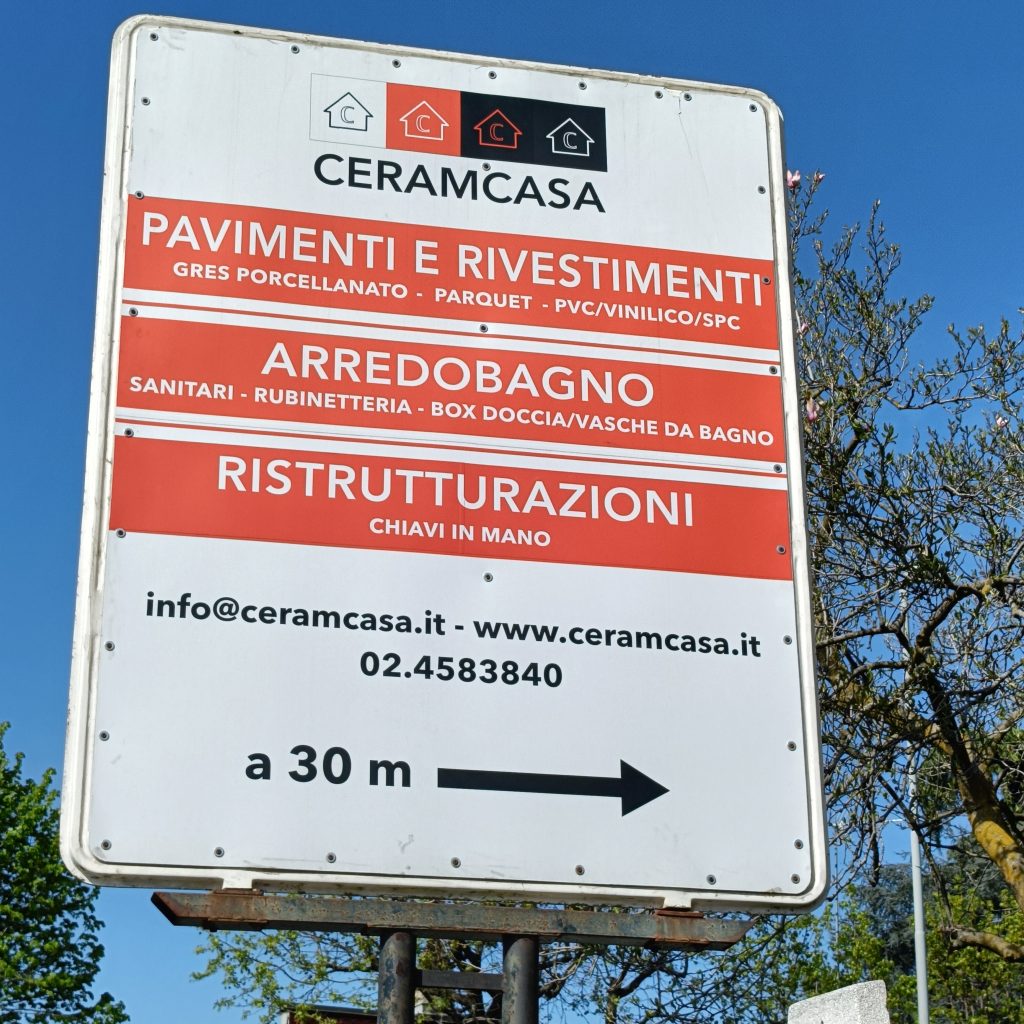 C C C C
CERAMCASA
PAVIMENTI E RIVESTIMENTI
GRES PORCELLANATO - PARQUET - PVC/VINILICO/SPC
ARREDOBAGNO
SANITARI - RUBINETTERIA - BOX DOCCIA/VASCHE DA BAGNO
RISTRUTTURAZIONI
CHIAVI IN MANO
info@ceramcasa.it - www.ceramcasa.it
02.4583840
a 30 m